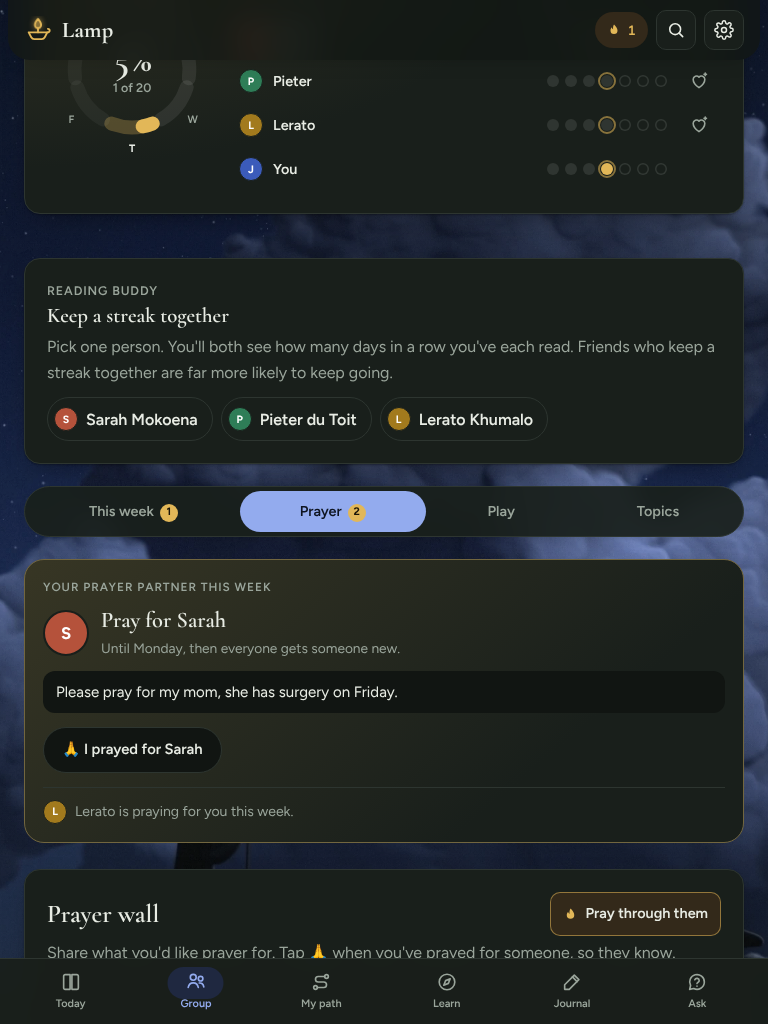 Lamp
1
5%
1 of 20
F
W
T
P Pieter
L Lerato
J You
READING BUDDY
Keep a streak together
Pick one person. You'll both see how many days in a row you've each read. Friends who keep a
streak together are far more likely to keep going.
S Sarah Mokoena P Pieter du Toit L Lerato Khumalo
This week 1 Prayer 2 Play Topics
YOUR PRAYER PARTNER THIS WEEK
S
Pray for Sarah
Until Monday, then everyone gets someone new.
Please pray for my mom, she has surgery on Friday.
🙏 I prayed for Sarah
L Lerato is praying for you this week.
Prayer wall
Pray through them
Share what you'd like prayer for. Tap 🙏 when you've prayed for someone, so they know.
Today Group My path Learn Journal Ask